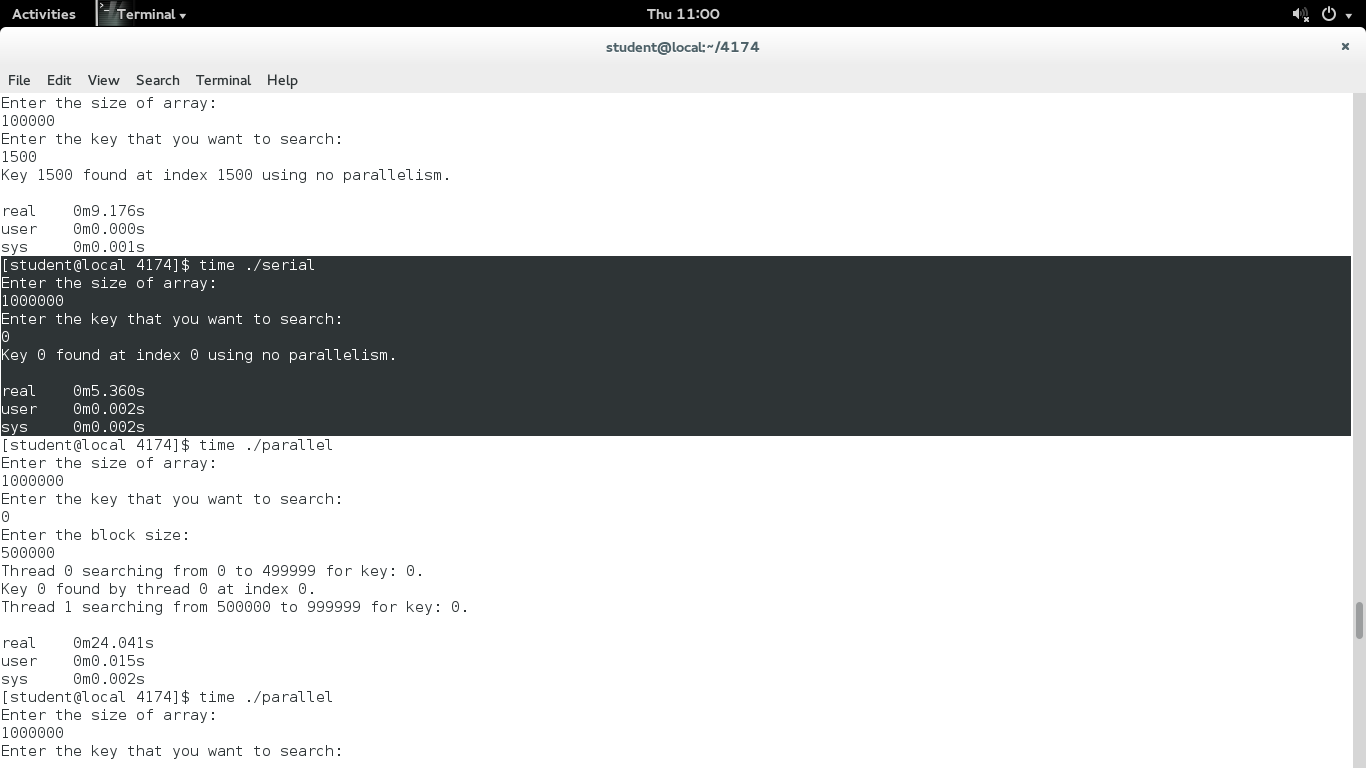 Activities Terminal Thu 11:00
student@local:~/4174
File Edit View Search Terminal Help
Enter the size of array:
100000
Enter the key that you want to search:
1500
Key 1500 found at index 1500 using no parallelism.
real 0m9.176s
user 0m0.000s
sys 0m0.001s
[student@local 4174]$ time ./serial
Enter the size of array:
1000000
Enter the key that you want to search:
0
Key 0 found at index 0 using no parallelism.
real 0m5.360s
user 0m0.002s
sys 0m0.002s
[student@local 4174]$ time ./parallel
Enter the size of array:
1000000
Enter the key that you want to search:
0
Enter the block size:
500000
Thread 0 searching from 0 to 499999 for key: 0.
Key 0 found by thread 0 at index 0.
Thread 1 searching from 500000 to 999999 for key: 0.
real 0m24.041s
user 0m0.015s
sys 0m0.002s
[student@local 4174]$ time ./parallel
Enter the size of array:
1000000
Enter the key that you want to search: